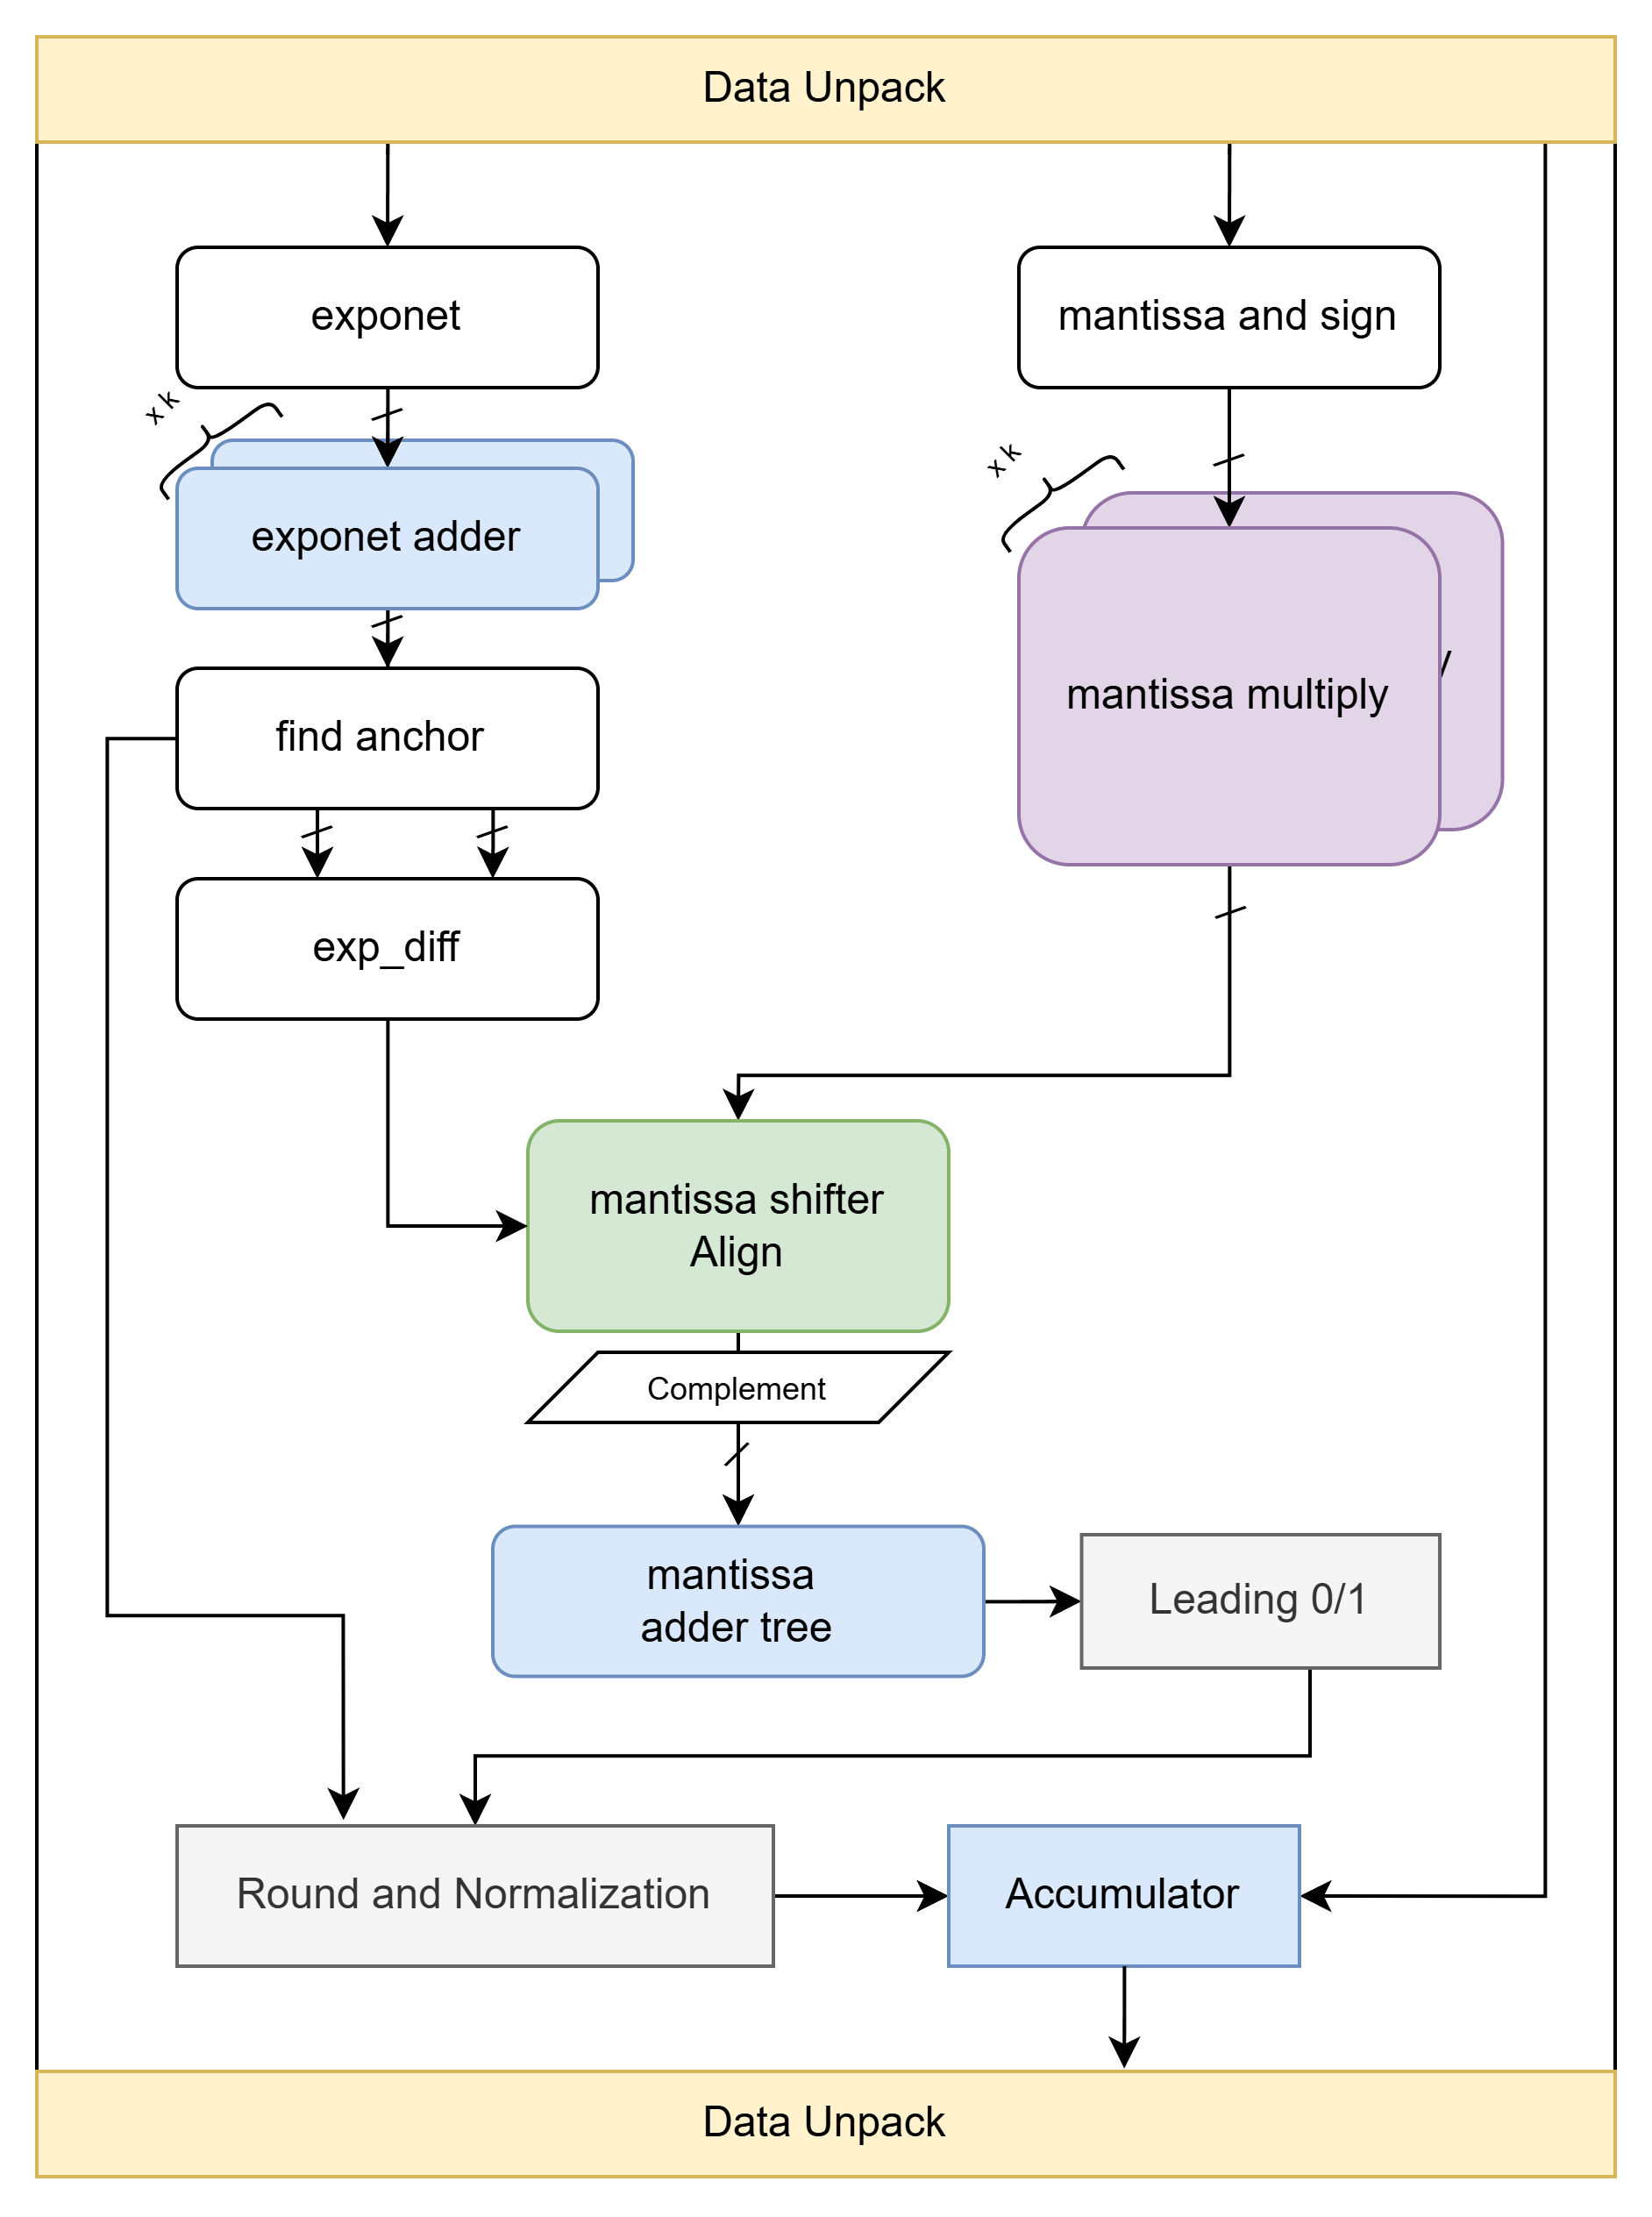 Data Unpack
exponet
mantissa and sign
x k
x k
exponet adder
mantissa multiply
find anchor
exp_diff
mantissa shifter
Align
Complement
mantissa
adder tree
Leading 0/1
Round and Normalization
Accumulator
Data Unpack